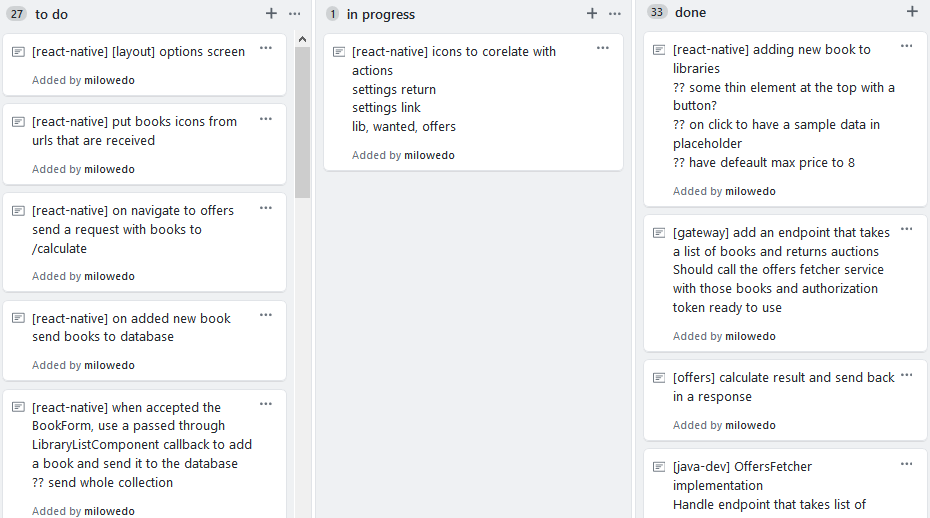 27 to do
[react-native] [layout] options screen
Added by milowedo
[react-native] put books icons from
urls that are received
Added by milowedo
[react-native] on navigate to offers
send a request with books to
/calculate
Added by milowedo
[react-native] on added new book
send books to database
Added by milowedo
[react-native] when accepted the
BookForm, use a passed through
LibraryListComponent callback to add
a book and send it to the database
?? send whole collection
Added by milowedo
1 in progress
[react-native] icons to corelate with
actions
settings return
settings link
lib, wanted, offers
Added by milowedo
33 done
[react-native] adding new book to
libraries
?? some thin element at the top with a
button?
?? on click to have a sample data in
placeholder
?? have defeault max price to 8
Added by milowedo
[gateway] add an endpoint that takes
a list of books and returns auctions
Should call the offers fetcher service
with those books and authorization
token ready to use
Added by milowedo
[offers] calculate result and send back
in a response
Added by milowedo
[java-dev] OffersFetcher
implementation
Handle endpoint that takes list of